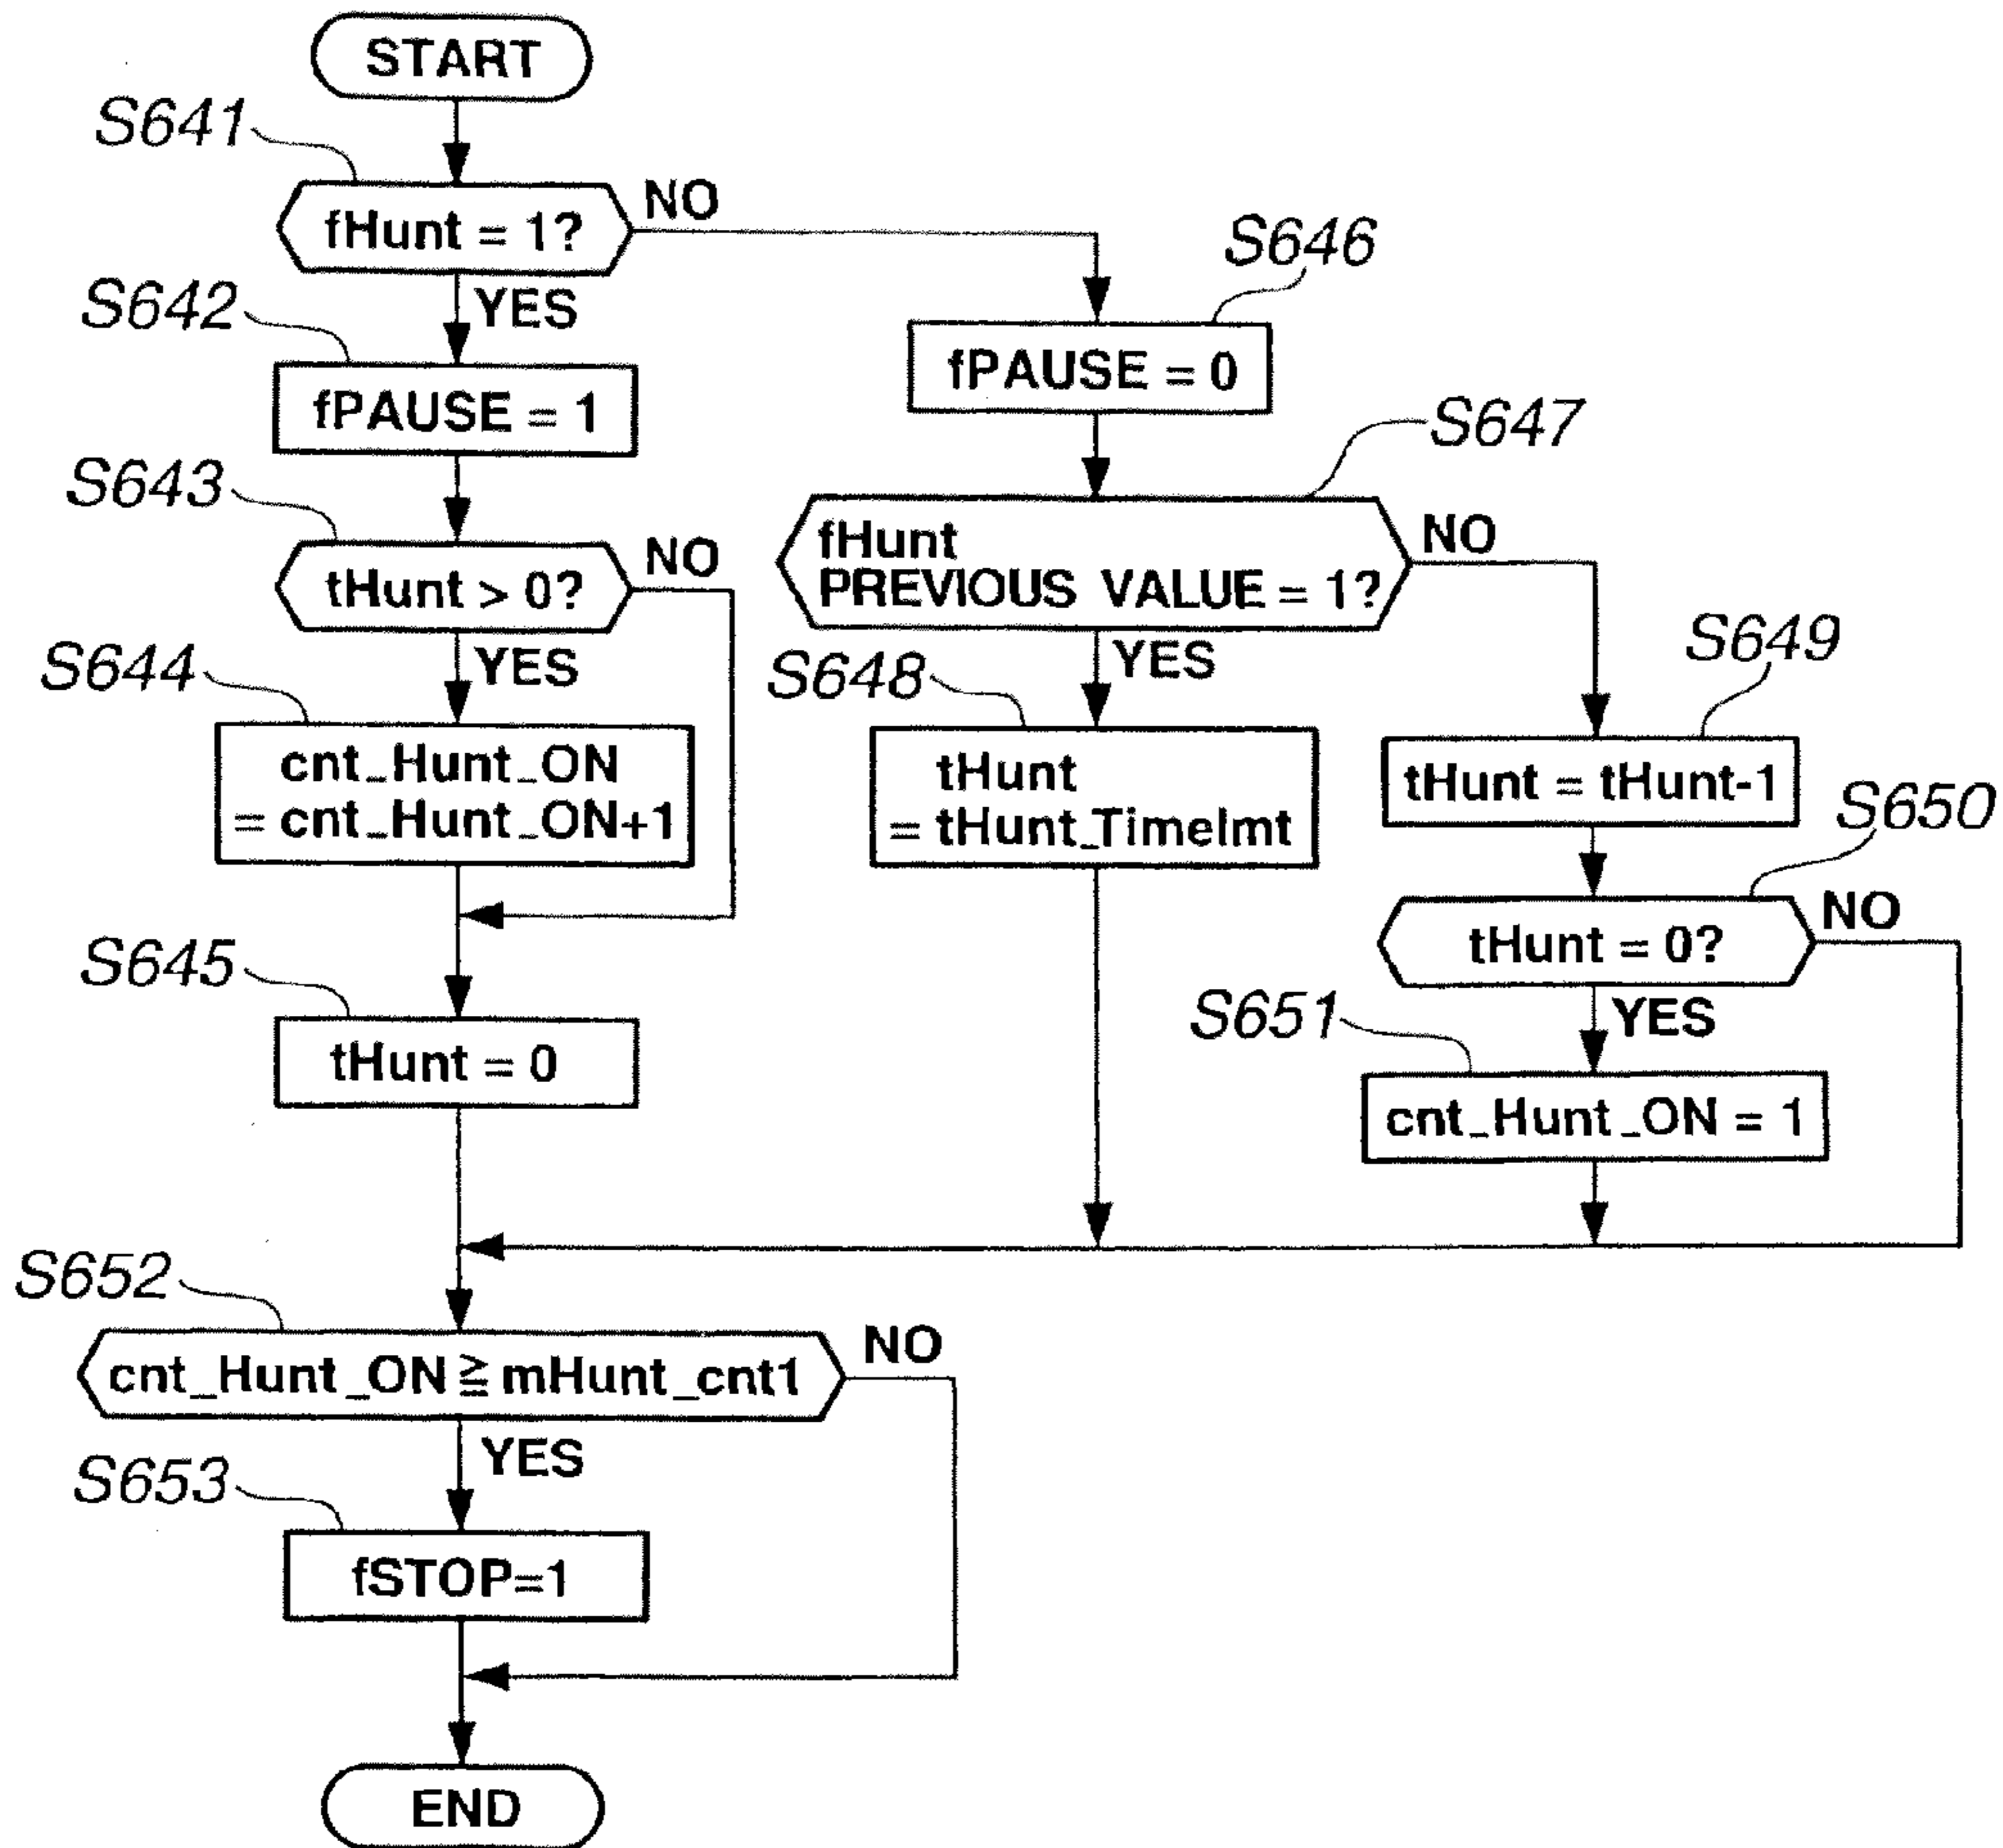 START
S641
fHunt = 1?
NO
YES
S642
fPAUSE = 1
S643
tHunt > 0?
NO
YES
S644
cnt_Hunt_ON
= cnt_Hunt_ON+1
S645
tHunt = 0
S646
fPAUSE = 0
S647
fHunt
PREVIOUS VALUE = 1?
NO
YES
S648
tHunt
= tHunt_Timelmt
S649
tHunt = tHunt-1
S650
tHunt = 0?
NO
YES
S651
cnt_Hunt_ON = 1
S652
cnt_Hunt_ON ≧ mHunt_cnt1
NO
YES
S653
fSTOP=1
END